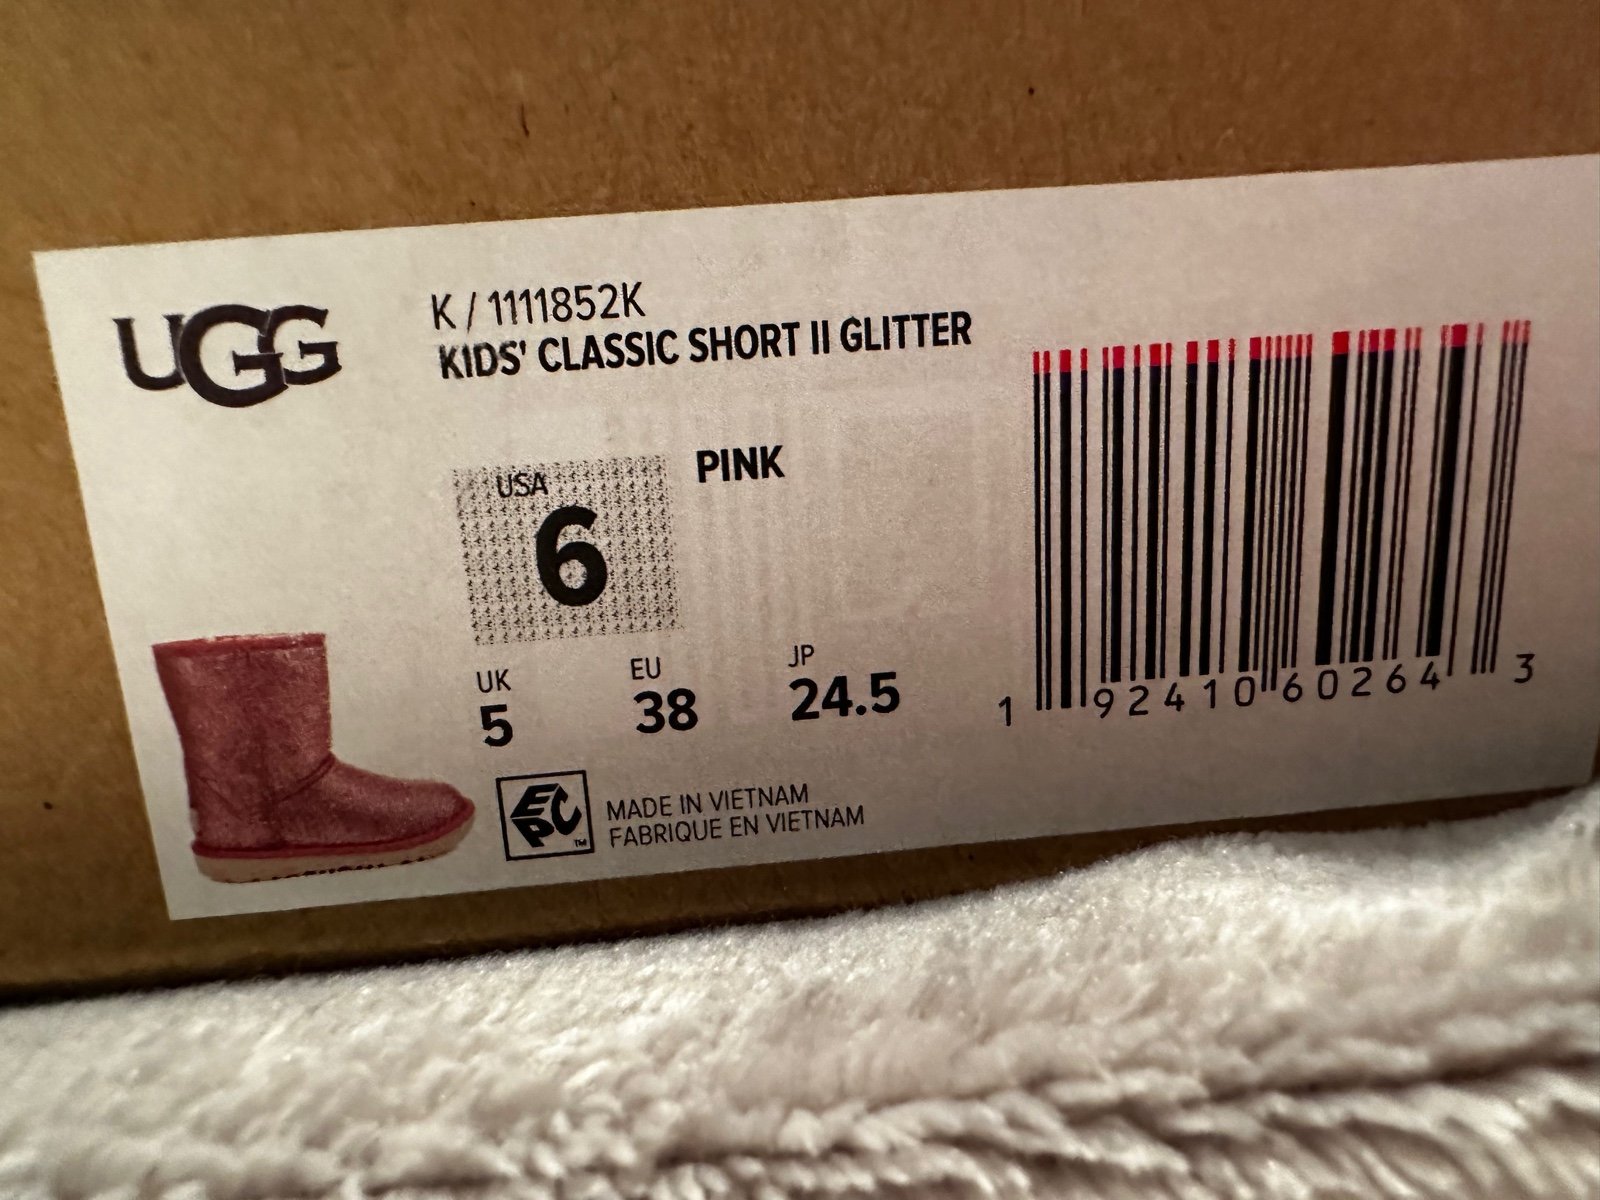 UGG
K / 1111852K
KIDS' CLASSIC SHORT II GLITTER
USA
6
PINK
UK
5
EU
38
JP
24.5
1 92410 60264 3
EPC
TM
MADE IN VIETNAM
FABRIQUE EN VIETNAM